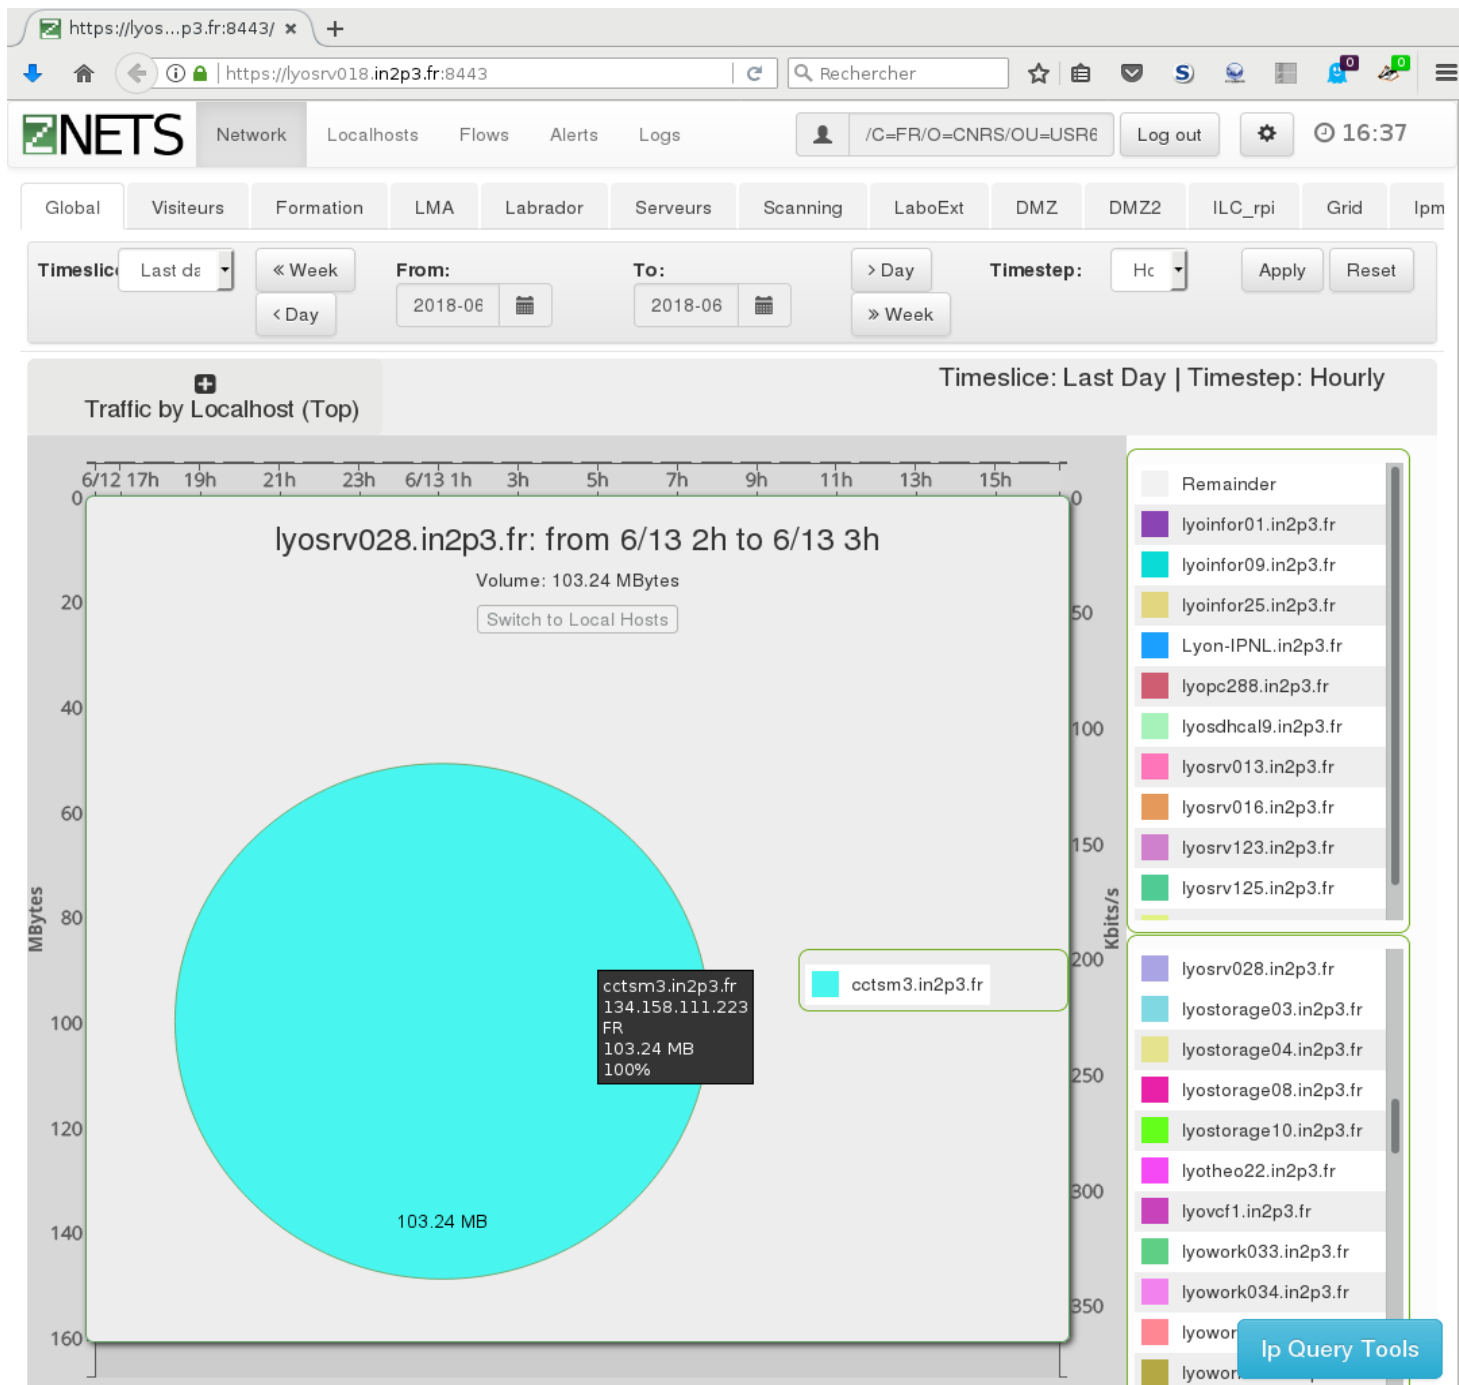 https://lyos...p3.fr:8443/
https://lyosrv018.in2p3.fr:8443
Rechercher
S
0
0
ZNETS
Network
Localhosts
Flows
Alerts
Logs
/C=FR/O=CNRS/OU=USR6
Log out
16:37
Global
Visiteurs
Formation
LMA
Labrador
Serveurs
Scanning
LaboExt
DMZ
DMZ2
ILC_rpi
Grid
Ipm
Timeslic
Last da
« Week
‹ Day
From:
2018-06
To:
2018-06
› Day
» Week
Timestep:
Ho
Apply
Reset
Traffic by Localhost (Top)
Timeslice: Last Day | Timestep: Hourly
6/12 17h 19h 21h 23h 6/13 1h 3h 5h 7h 9h 11h 13h 15h
0
20
40
60
80
100
120
140
160
MBytes
lyosrv028.in2p3.fr: from 6/13 2h to 6/13 3h
Volume: 103.24 MBytes
Switch to Local Hosts
103.24 MB
cctsm3.in2p3.fr
134.158.111.223
FR
103.24 MB
100%
cctsm3.in2p3.fr
0
50
100
150
200
250
300
350
Kbits/s
Remainder
lyoinfor01.in2p3.fr
lyoinfor09.in2p3.fr
lyoinfor25.in2p3.fr
Lyon-IPNL.in2p3.fr
lyopc288.in2p3.fr
lyosdhcal9.in2p3.fr
lyosrv013.in2p3.fr
lyosrv016.in2p3.fr
lyosrv123.in2p3.fr
lyosrv125.in2p3.fr
lyosrv028.in2p3.fr
lyostorage03.in2p3.fr
lyostorage04.in2p3.fr
lyostorage08.in2p3.fr
lyostorage10.in2p3.fr
lyotheo22.in2p3.fr
lyovcf1.in2p3.fr
lyowork033.in2p3.fr
lyowork034.in2p3.fr
lyowor
lyowor
Ip Query Tools